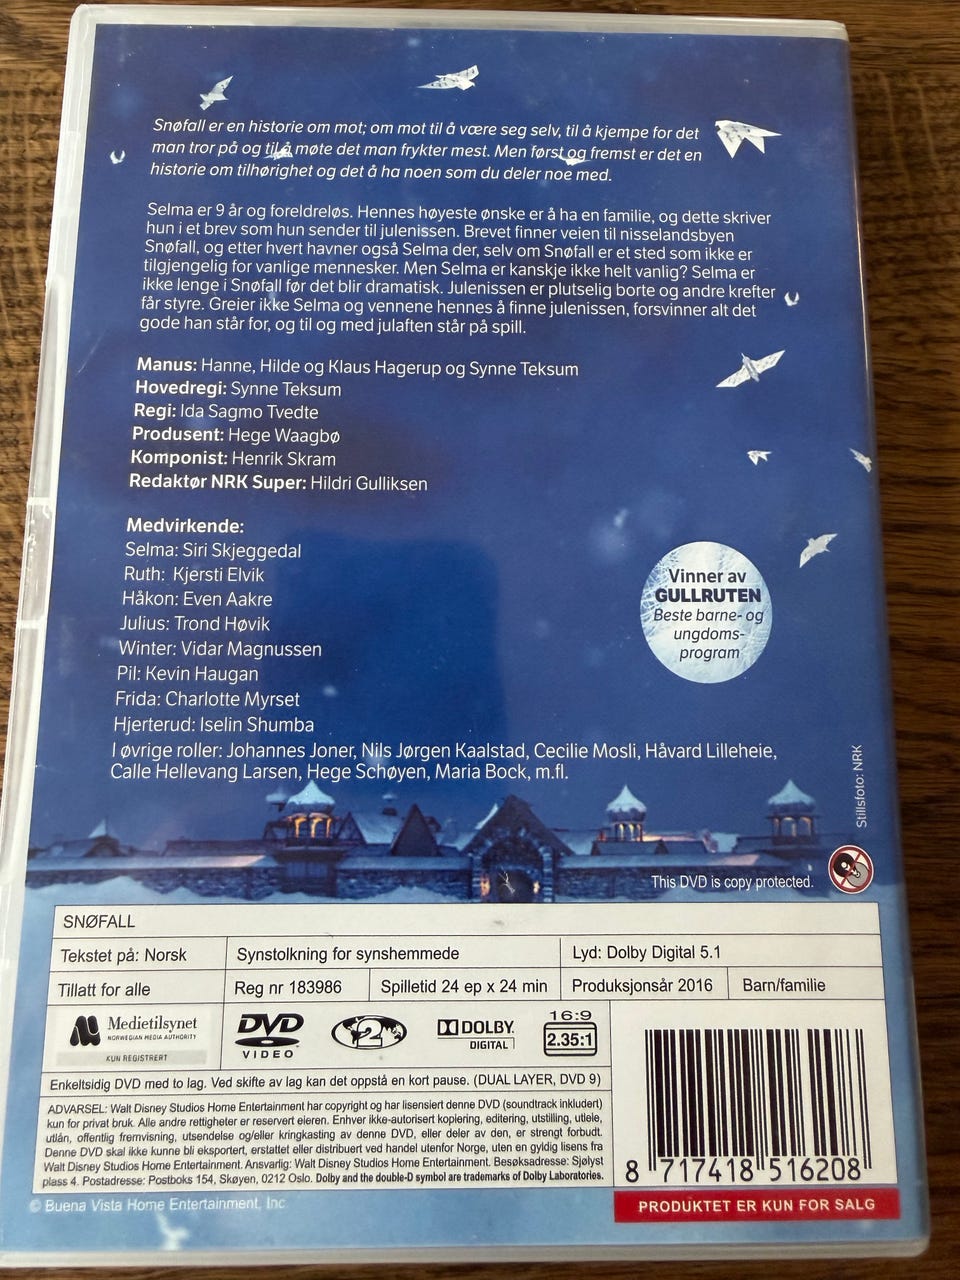 Snøfall er en historie om mot; om mot til å være seg selv, til å kjempe for det
man tror på og til å møte det man frykter mest. Men først og fremst er det en
historie om tilhørighet og det å ha noen som du deler noe med.
Selma er 9 år og foreldreløs. Hennes høyeste ønske er å ha en familie, og dette skriver
hun i et brev som hun sender til julenissen. Brevet finner veien til nisselandsbyen
Snøfall, og etter hvert havner også Selma der, selv om Snøfall er et sted som ikke er
tilgjengelig for vanlige mennesker. Men Selma er kanskje ikke helt vanlig? Selma er
ikke lenge i Snøfall før det blir dramatisk. Julenissen er plutselig borte og andre krefter
får styre. Greier ikke Selma og vennene hennes å finne julenissen, forsvinner alt det
gode han står for, og til og med julaften står på spill.
Manus: Hanne, Hilde og Klaus Hagerup og Synne Teksum
Hovedregi: Synne Teksum
Regi: Ida Sagmo Tvedte
Produsent: Hege Waagbø
Komponist: Henrik Skram
Redaktør NRK Super: Hildri Gulliksen
Medvirkende:
Selma: Siri Skjeggedal
Ruth: Kjersti Elvik
Håkon: Even Aakre
Julius: Trond Høvik
Winter: Vidar Magnussen
Pil: Kevin Haugan
Frida: Charlotte Myrset
Hjerterud: Iselin Shumba
I øvrige roller: Johannes Joner, Nils Jørgen Kaalstad, Cecilie Mosli, Håvard Lilleheie,
Calle Hellevang Larsen, Hege Schøyen, Maria Bock, m.fl.
Vinner av
GULLRUTEN
Beste barne- og
ungdoms-
program
Stillsfoto: NRK
This DVD is copy protected.
SNØFALL
Tekstet på: Norsk
Synstolkning for synshemmede
Lyd: Dolby Digital 5.1
Tillatt for alle
Reg nr 183986
Spilletid 24 ep x 24 min
Produksjonsår 2016
Barn/familie
Medietilsynet
NORWEGIAN MEDIA AUTHORITY
KUN REGISTRERT
DVD
VIDEO
2
DOLBY
DIGITAL
16:9
2.35:1
Enkeltsidig DVD med to lag. Ved skifte av lag kan det oppstå en kort pause. (DUAL LAYER, DVD 9)
ADVARSEL: Walt Disney Studios Home Entertainment har copyright og har lisensiert denne DVD (soundtrack inkludert)
kun for privat bruk. Alle andre rettigheter er reservert eieren. Enhver ikke-autorisert kopiering, editering, utstilling, utleie,
utlån, offentlig fremvisning, utsendelse og/eller kringkasting av denne DVD, eller deler av den, er strengt forbudt.
Denne DVD skal ikke kunne bli eksportert, erstattet eller distribuert ved handel utenfor Norge, uten en gyldig lisens fra
Walt Disney Studios Home Entertainment. Ansvarlig: Walt Disney Studios Home Entertainment. Besøksadresse: Sjølyst
plass 4. Postadresse: Postboks 154, Skøyen, 0212 Oslo. Dolby and the double-D symbol are trademarks of Dolby Laboratories.
8 717418 516208
© Buena Vista Home Entertainment, Inc
PRODUKTET ER KUN FOR SALG